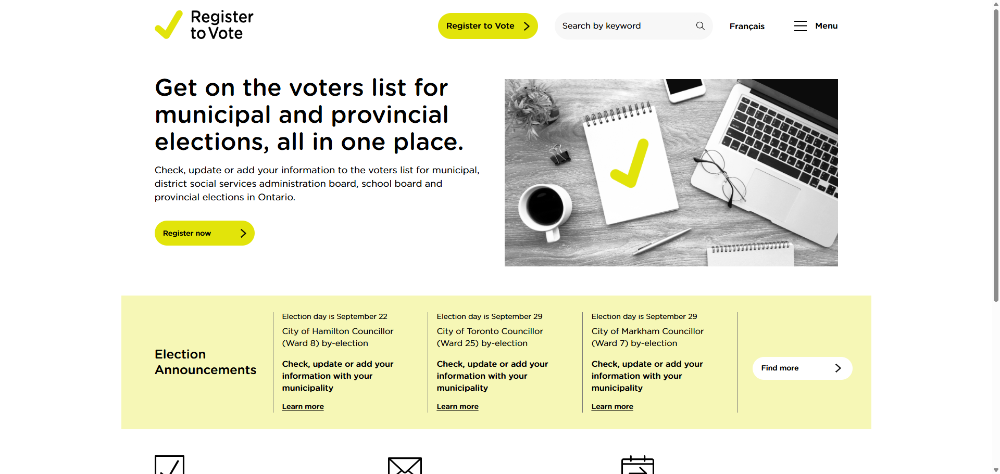 Register
to Vote
Register to Vote
Search by keyword
Français
Menu
Get on the voters list for
municipal and provincial
elections, all in one place.
Check, update or add your information to the voters list for municipal,
district social services administration board, school board and
provincial elections in Ontario.
Register now
Election
Announcements
Election day is September 22
City of Hamilton Councillor
(Ward 8) by-election
Check, update or add your
information with your
municipality
Learn more
Election day is September 29
City of Toronto Councillor
(Ward 25) by-election
Check, update or add your
information with your
municipality
Learn more
Election day is September 29
City of Markham Councillor
(Ward 7) by-election
Check, update or add your
information with your
municipality
Learn more
Find more